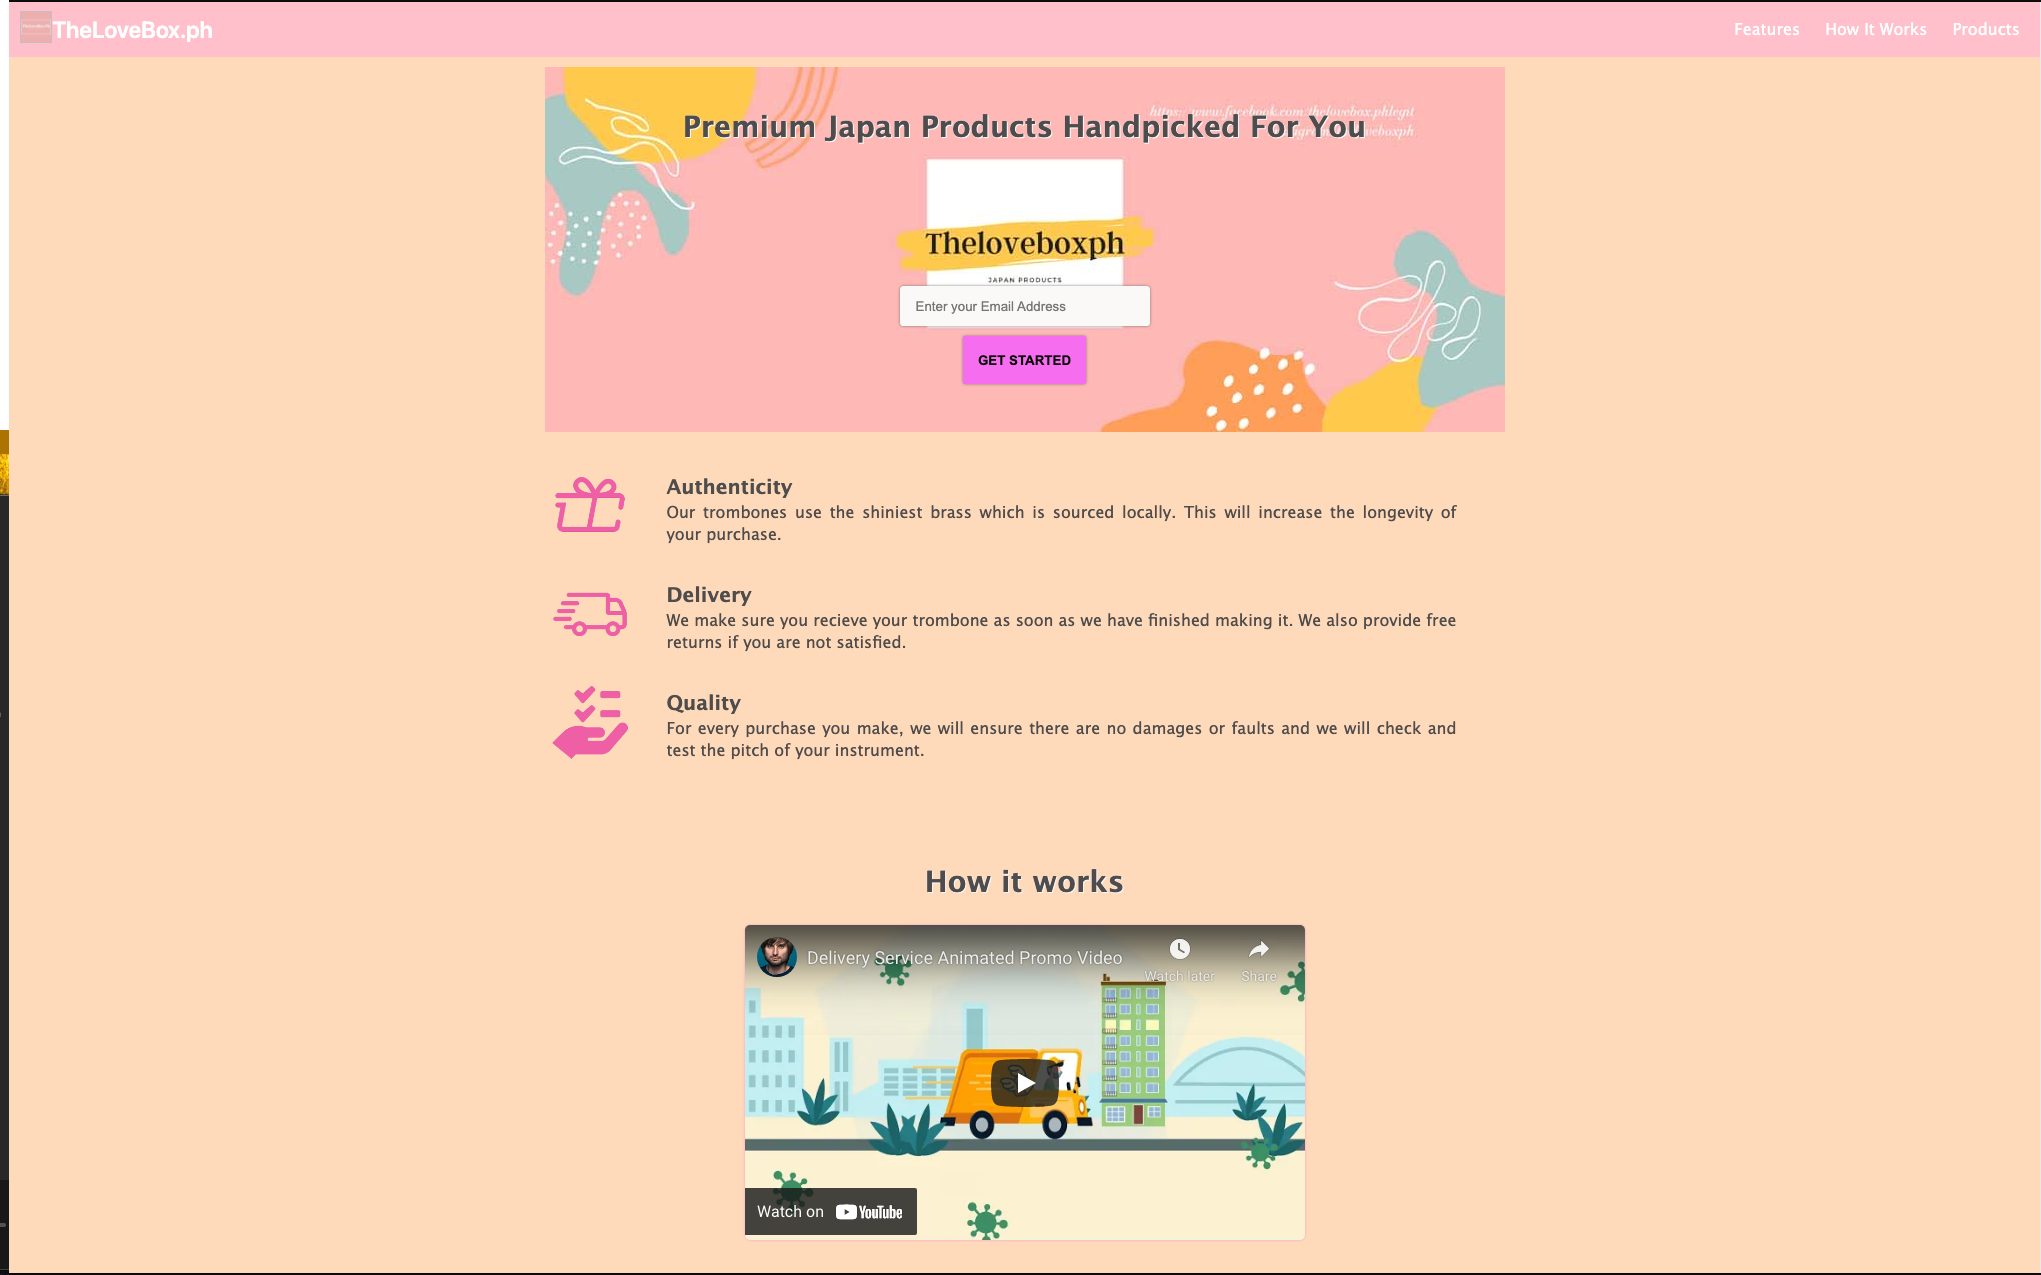 TheLoveBox.ph
Features How It Works Products
https: www.facebook.com/thelovebox.phlegit
Premium Japan Products Handpicked For You
Theloveboxph
JAPAN PRODUCTS
Enter your Email Address
GET STARTED
Authenticity
Our trombones use the shiniest brass which is sourced locally. This will increase the longevity of
your purchase.
Delivery
We make sure you recieve your trombone as soon as we have finished making it. We also provide free
returns if you are not satisfied.
Quality
For every purchase you make, we will ensure there are no damages or faults and we will check and
test the pitch of your instrument.
How it works
Delivery Service Animated Promo Video
Watch later Share
Watch on YouTube